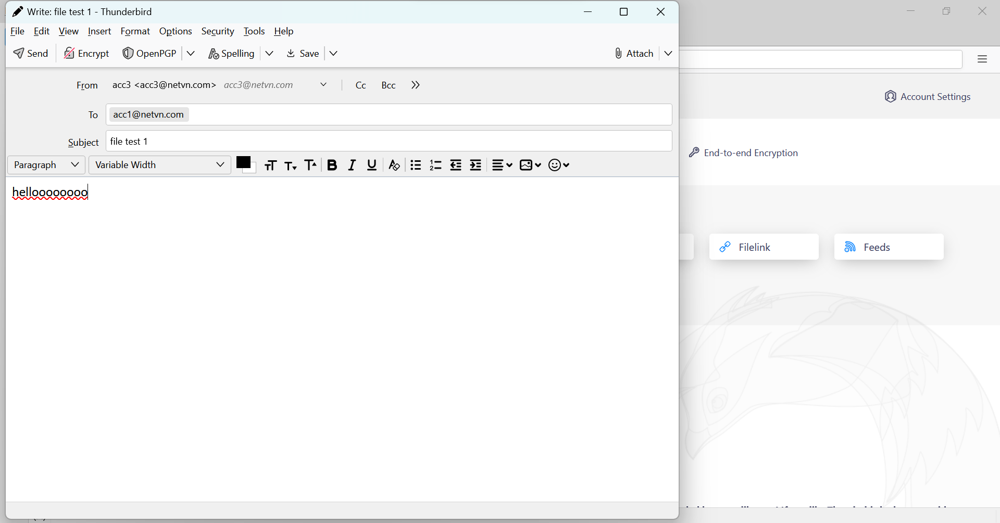 Write: file test 1 - Thunderbird
File Edit View Insert Format Options Security Tools Help
Send Encrypt OpenPGP Spelling Save Attach
From acc3 <acc3@netvn.com> acc3@netvn.com Cc Bcc
To acc1@netvn.com
Subject file test 1
Paragraph Variable Width
helloooooooo
Account Settings
End-to-end Encryption
Filelink Feeds